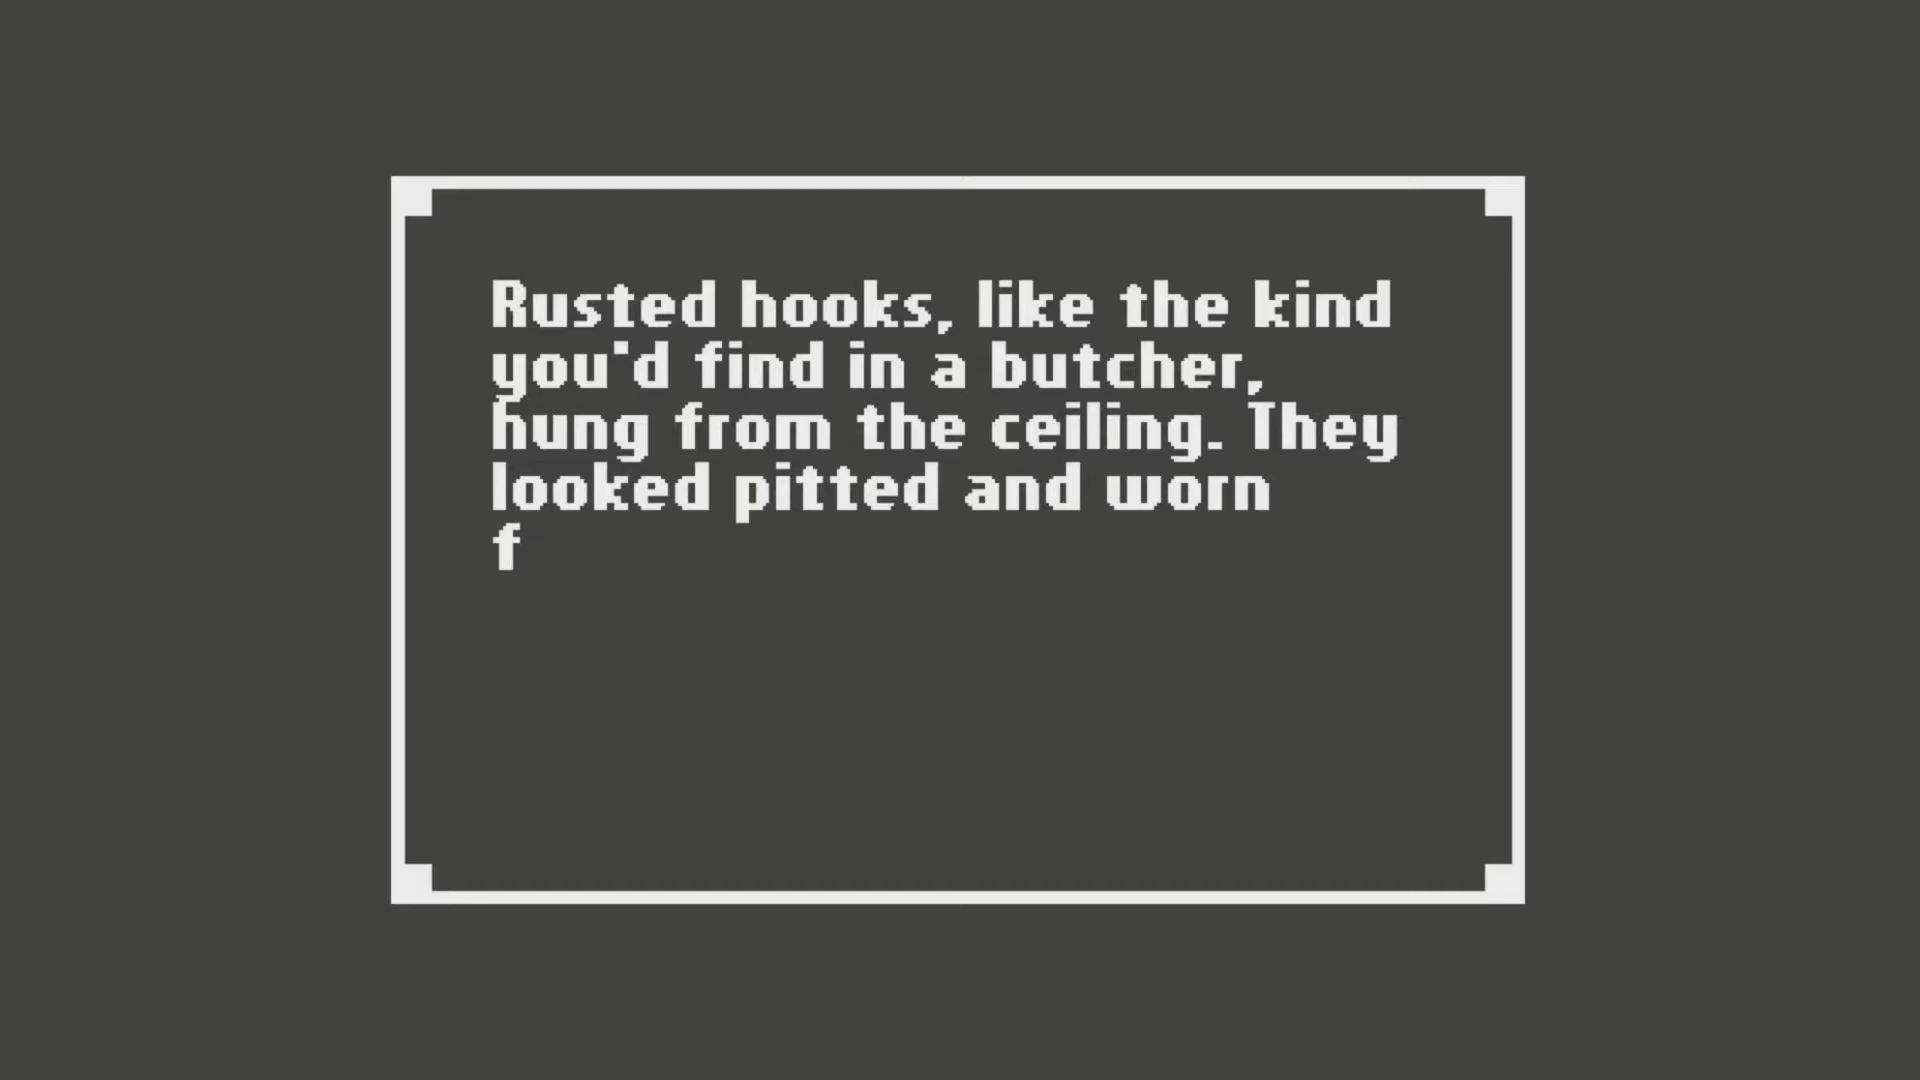 Rusted hooks, like the kind
you'd find in a butcher,
hung from the ceiling. They
looked pitted and worn
f